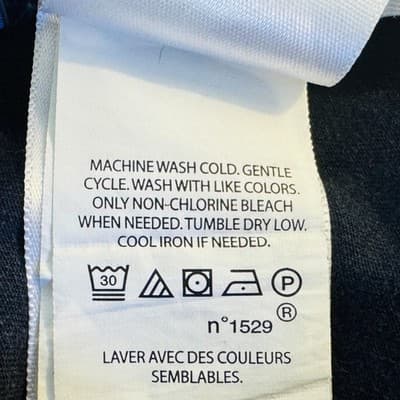 MACHINE WASH COLD. GENTLE
CYCLE. WASH WITH LIKE COLORS.
ONLY NON-CHLORINE BLEACH
WHEN NEEDED. TUMBLE DRY LOW.
COOL IRON IF NEEDED.
30 P
n°1529 ®
LAVER AVEC DES COULEURS
SEMBLABLES.